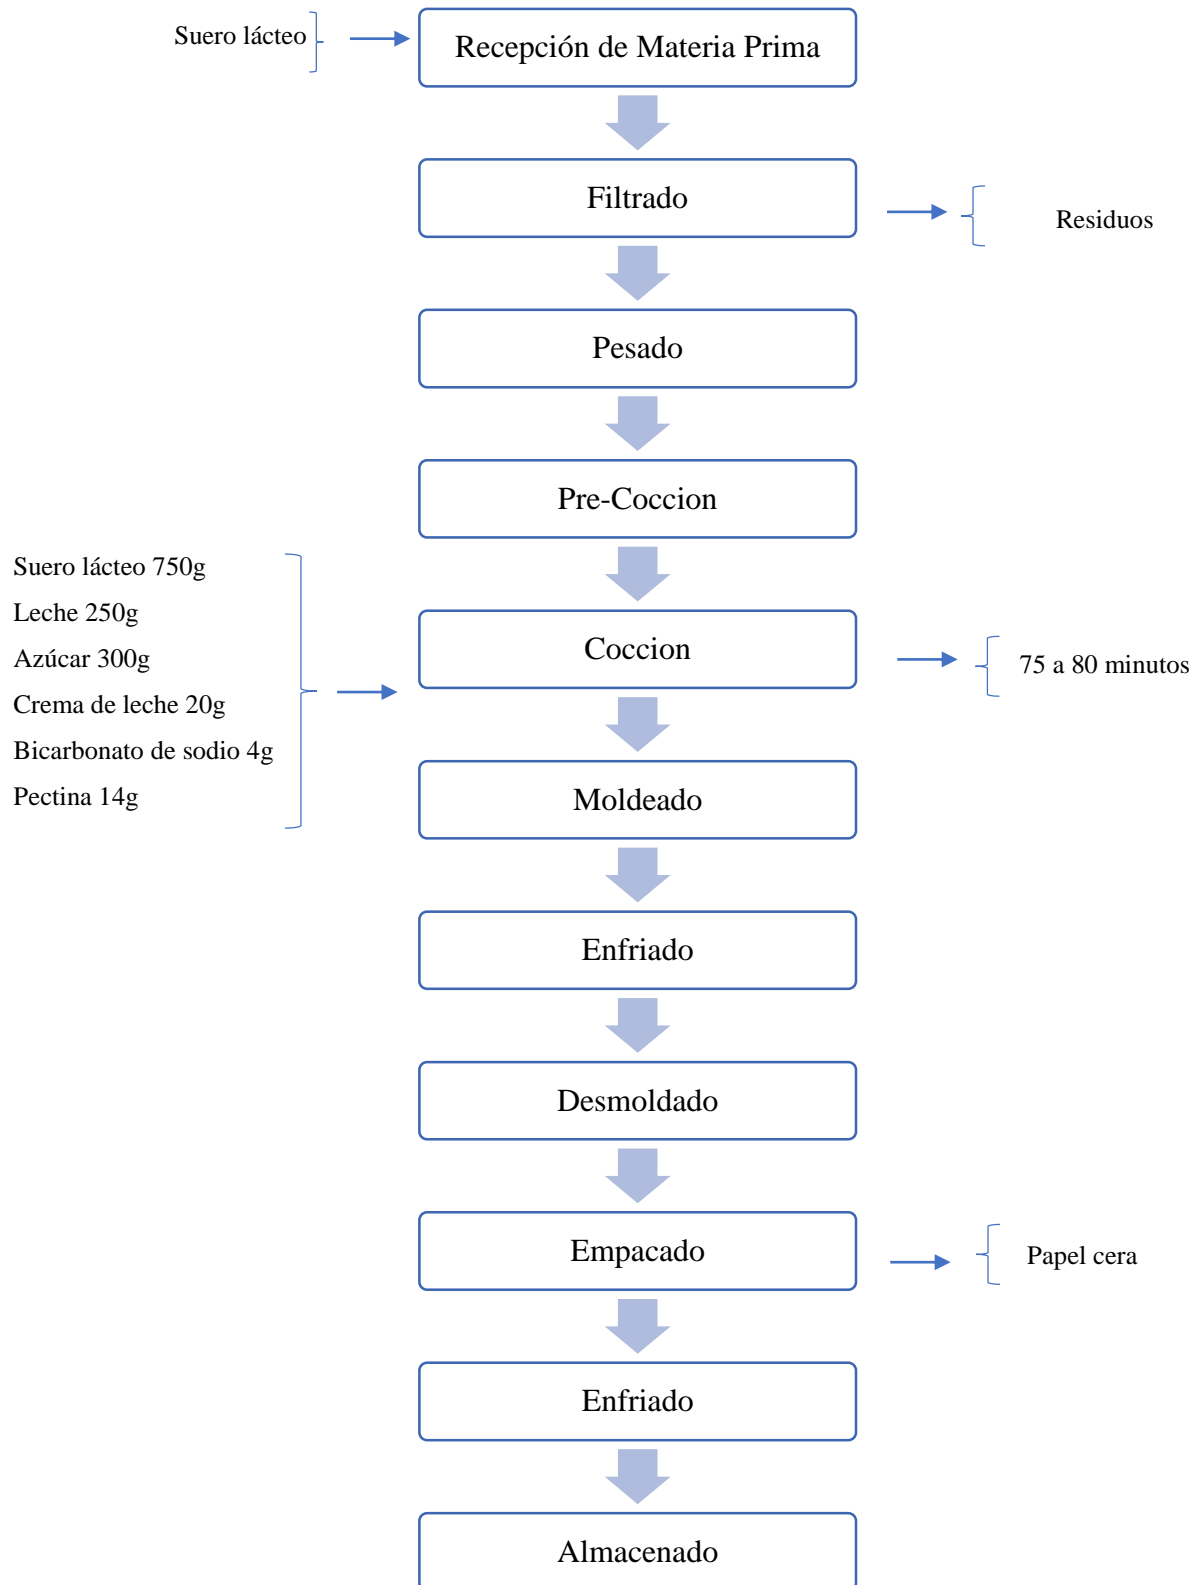 Suero lácteo
Recepción de Materia Prima
Filtrado
Residuos
Pesado
Pre-Coccion
Suero lácteo 750g
Leche 250g
Azúcar 300g
Crema de leche 20g
Bicarbonato de sodio 4g
Pectina 14g
Coccion
75 a 80 minutos
Moldeado
Enfriado
Desmoldado
Empacado
Papel cera
Enfriado
Almacenado